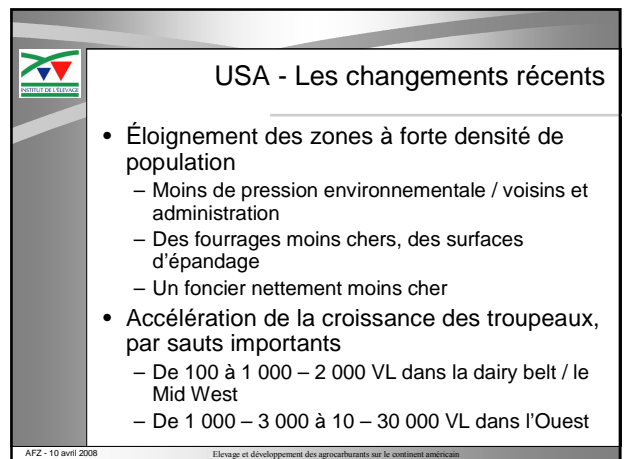 INSTITUT DE L'ÉLEVAGE
USA - Les changements récents
• Éloignement des zones à forte densité de
population
– Moins de pression environnementale / voisins et
administration
– Des fourrages moins chers, des surfaces
d'épandage
– Un foncier nettement moins cher
• Accélération de la croissance des troupeaux,
par sauts importants
– De 100 à 1 000 – 2 000 VL dans la dairy belt / le
Mid West
– De 1 000 – 3 000 à 10 – 30 000 VL dans l'Ouest
AFZ - 10 avril 2008 Elevage et développement des agrocarburants sur le continent américain